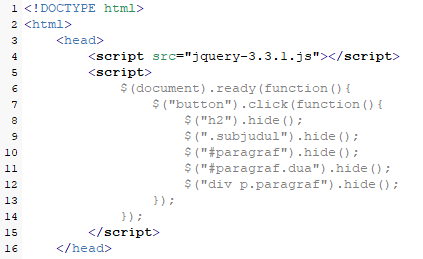 1 <!DOCTYPE html>
2 <html>
3 <head>
4 <script src="jquery-3.3.1.js"></script>
5 <script>
6 $(document).ready(function(){
7 $("button").click(function(){
8 $("h2").hide();
9 $(".subjudul").hide();
10 $("#paragraf").hide();
11 $("#paragraf.dua").hide();
12 $("div p.paragraf").hide();
13 });
14 });
15 </script>
16 </head>